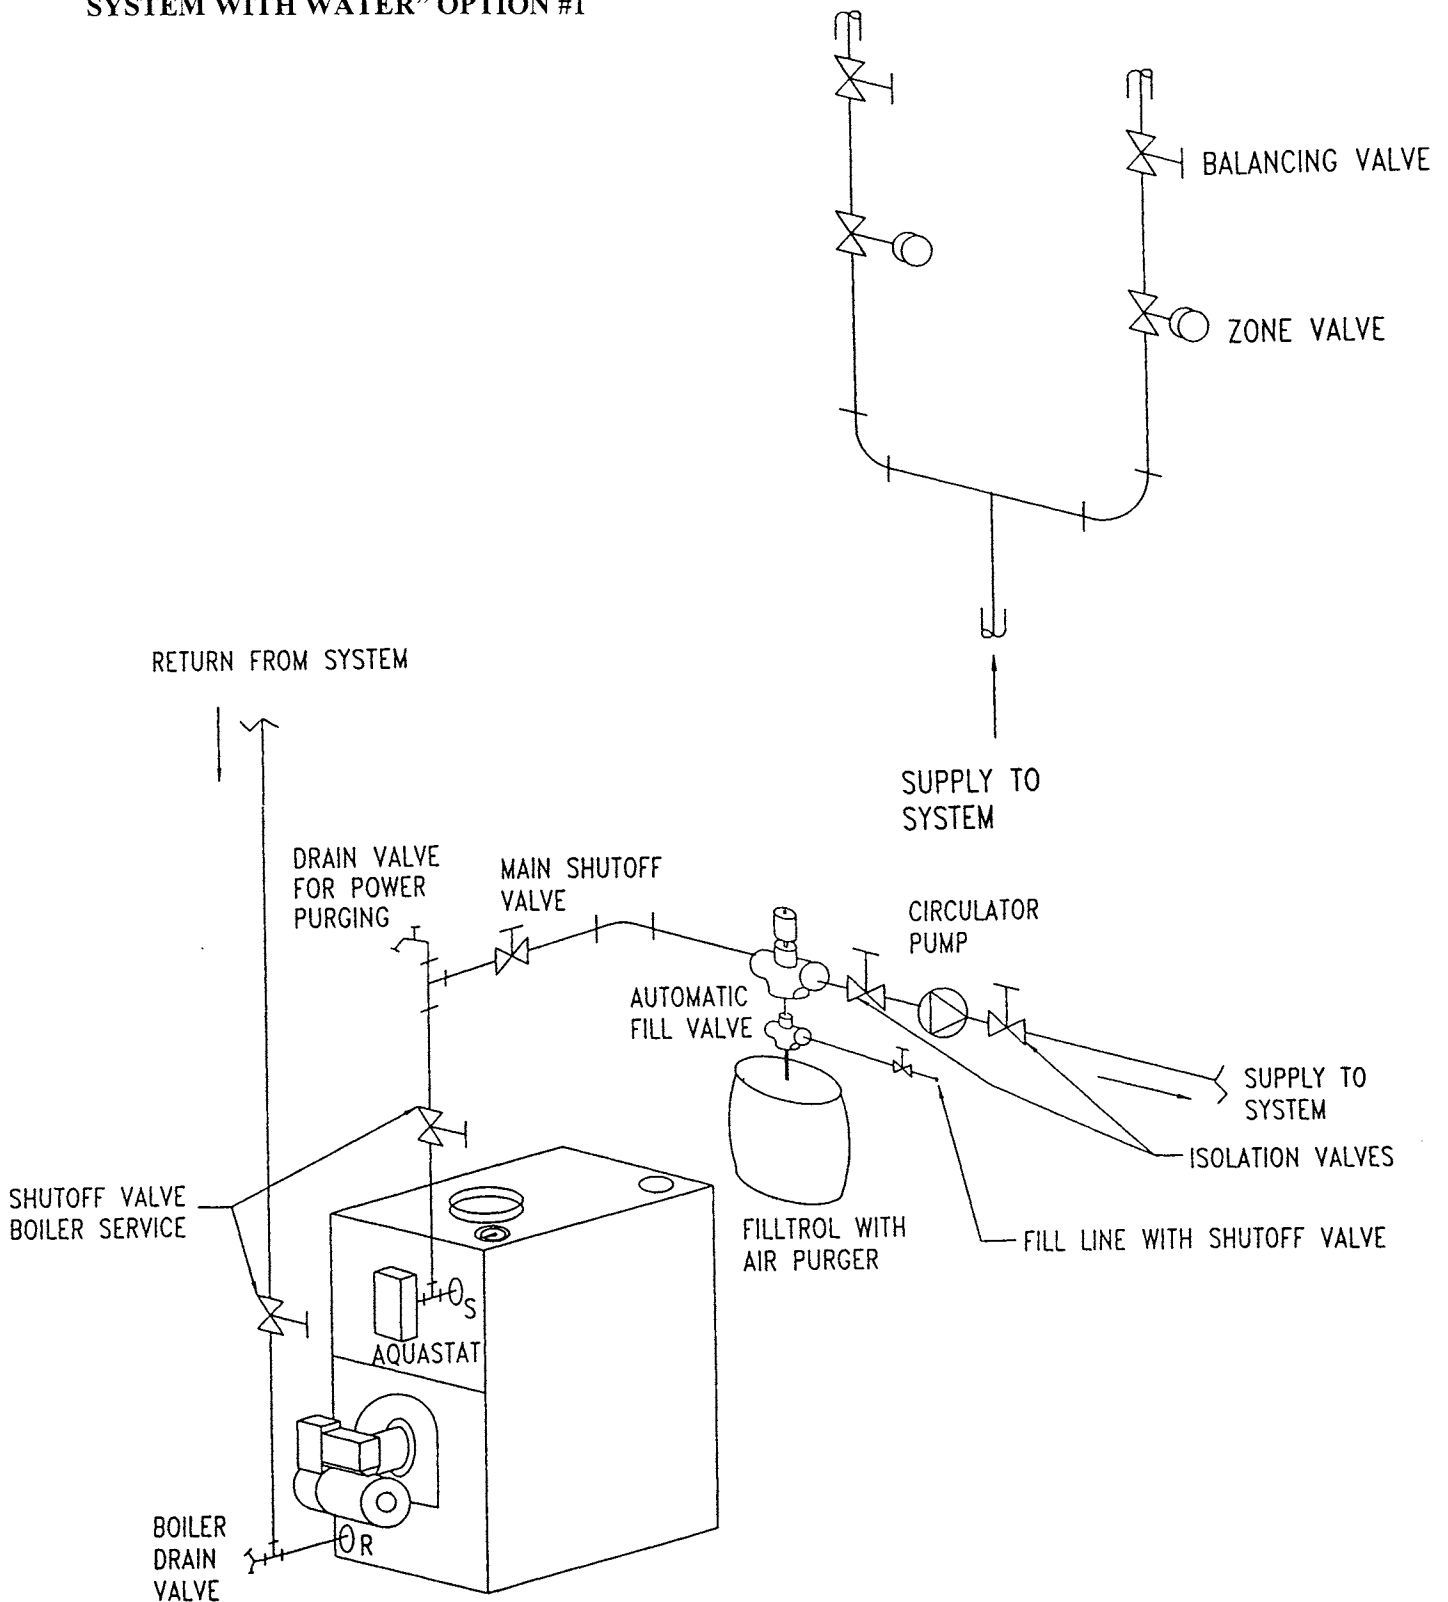 SYSTEM WITH WATER” OPTION #1
BALANCING VALVE
ZONE VALVE
RETURN FROM SYSTEM
SUPPLY TO
SYSTEM
DRAIN VALVE
FOR POWER
PURGING
MAIN SHUTOFF
VALVE
CIRCULATOR
PUMP
AUTOMATIC
FILL VALVE
SUPPLY TO
SYSTEM
ISOLATION VALVES
SHUTOFF VALVE
BOILER SERVICE
FILLTROL WITH
AIR PURGER
FILL LINE WITH SHUTOFF VALVE
S
AQUASTAT
R
BOILER
DRAIN
VALVE